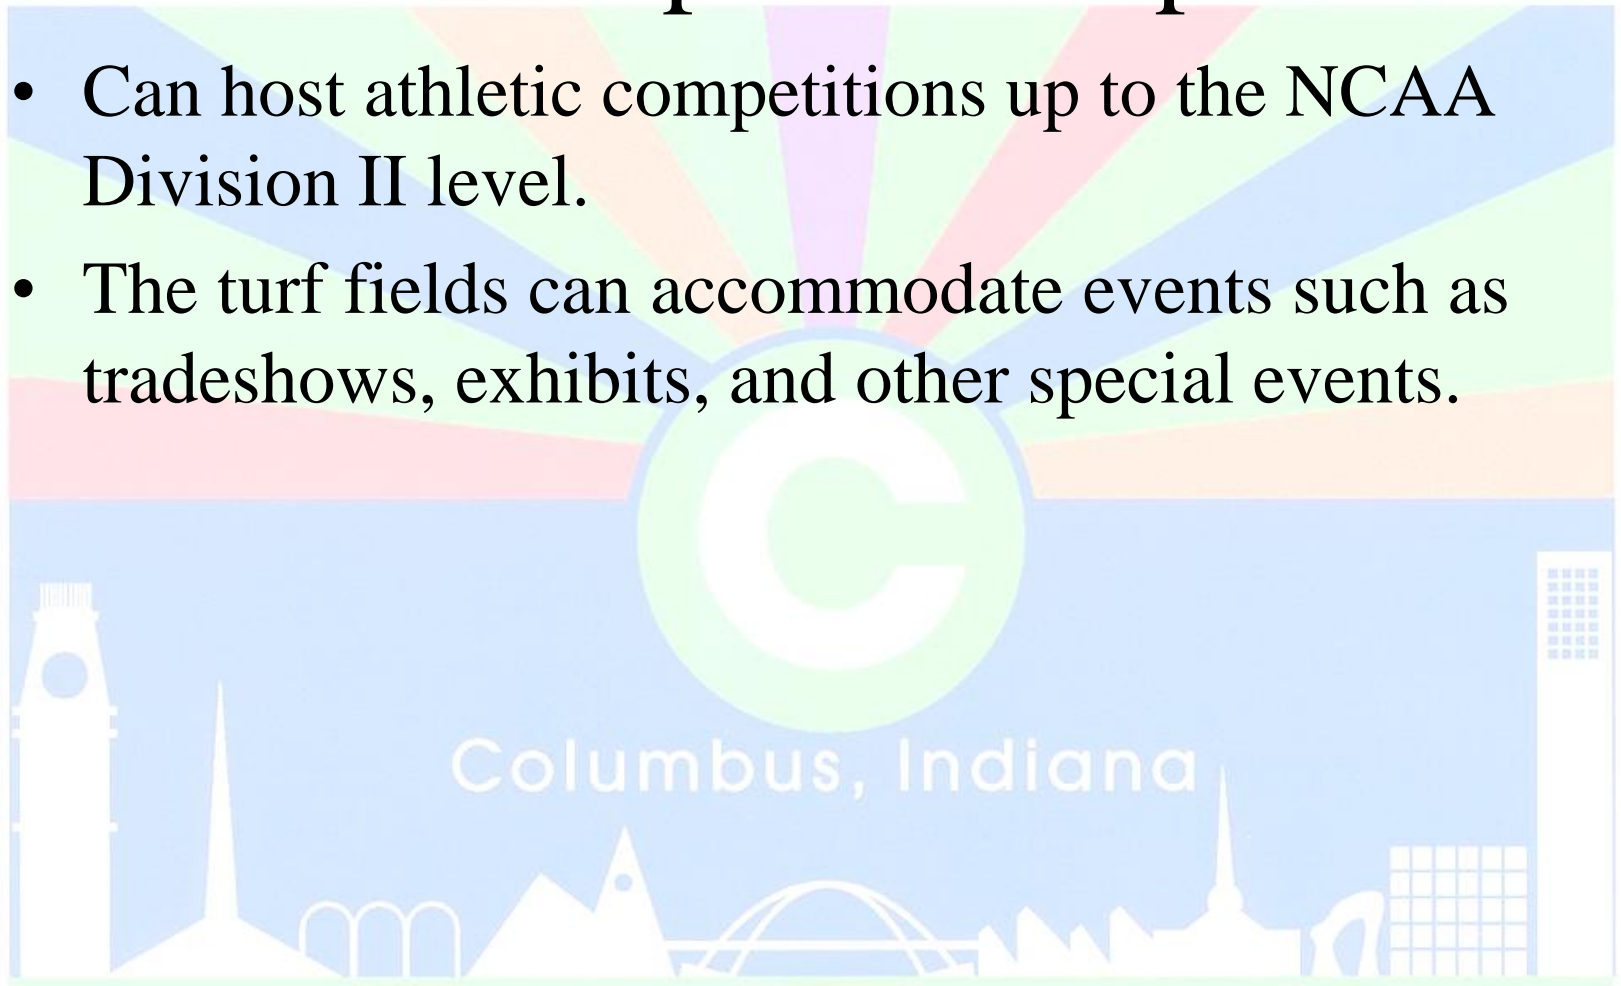 • Can host athletic competitions up to the NCAA
Division II level.
• The turf fields can accommodate events such as
tradeshows, exhibits, and other special events.
C
Columbus, Indiana